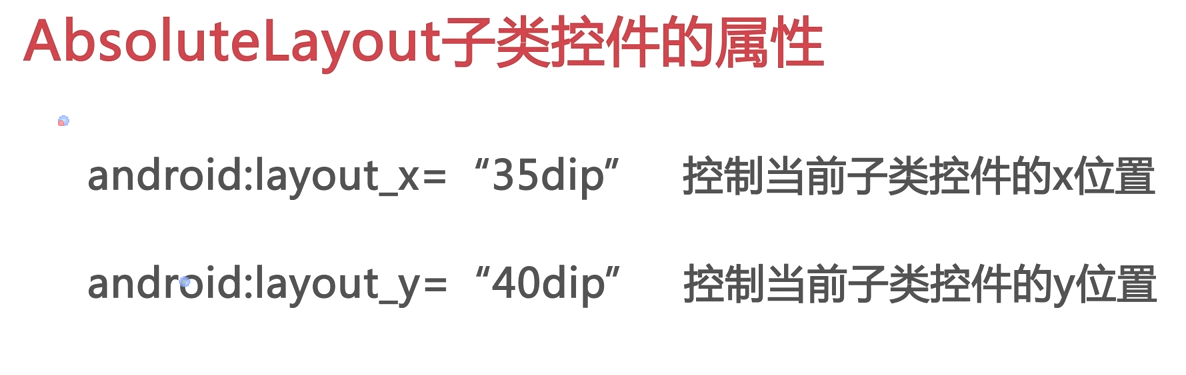 AbsoluteLayout子类控件的属性
android:layout_x=“35dip” 控制当前子类控件的x位置
android:layout_y=“40dip” 控制当前子类控件的y位置